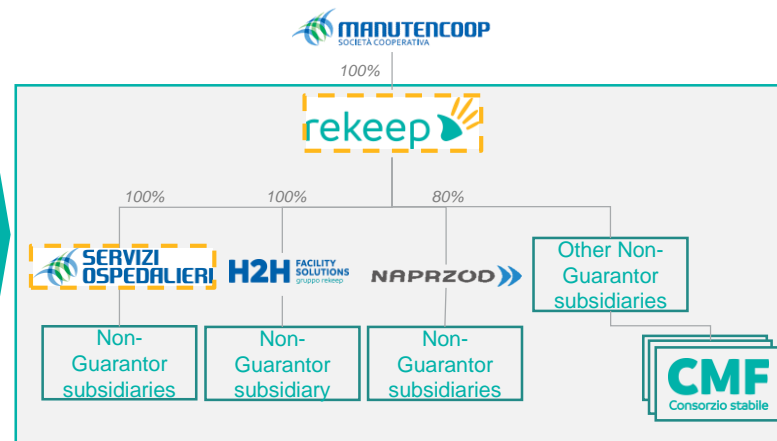 MANUTENCOOP
SOCIETÀ COOPERATIVA
100%
rekeep
100%
100%
80%
SERVIZI
OSPEDALIERI
H2H FACILITY
SOLUTIONS
gruppo rekeep
NAPRZOD
Other Non-
Guarantor
subsidiaries
Non-
Guarantor
subsidiaries
Non-
Guarantor
subsidiary
Non-
Guarantor
subsidiaries
CMF
Consorzio stabile